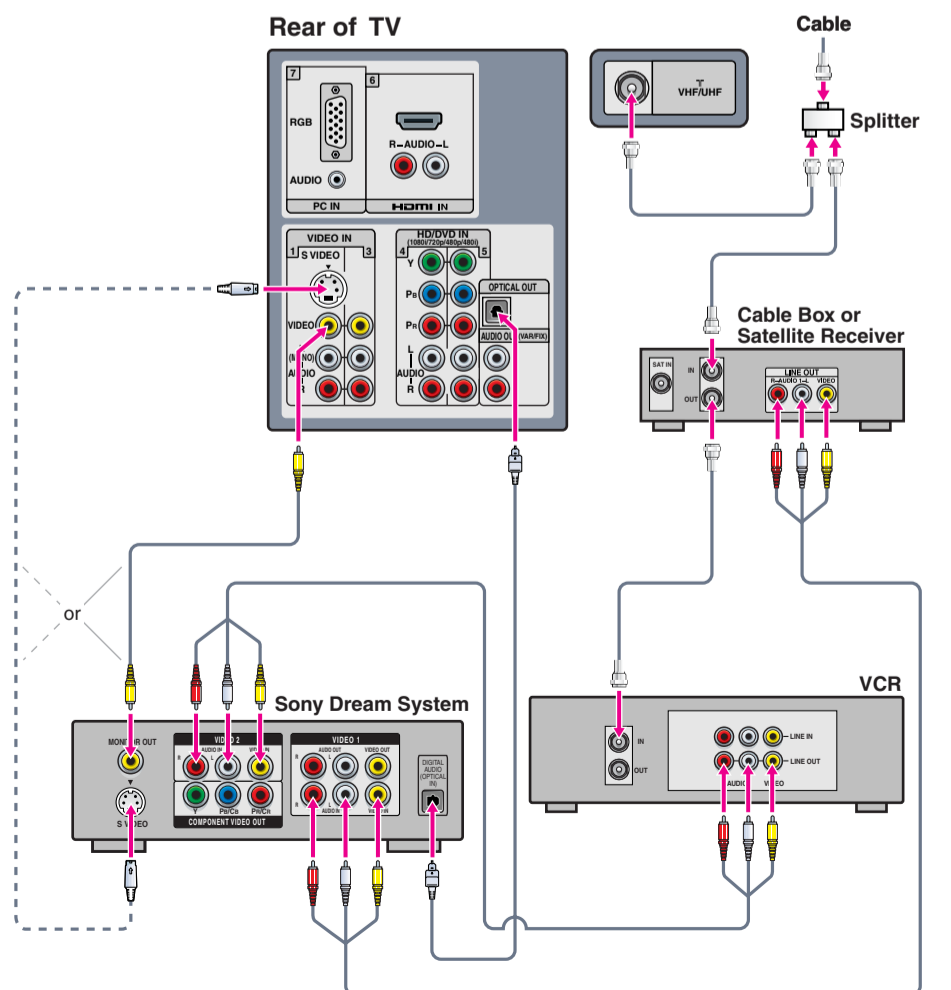 Rear of TV
Cable
7
6
RGB
R–AUDIO–L
AUDIO
PC IN
HDMI IN
VHF/UHF
Splitter
VIDEO IN
1
3
S VIDEO
VIDEO
(MONO)
AUDIO
R
HD/DVD IN
(1080i/720p/480p/480i)
4
5
Y
PB
PR
L
AUDIO
R
OPTICAL OUT
AUDIO OUT (VAR/FIX)
Cable Box or
Satellite Receiver
SAT IN
IN
OUT
LINE OUT
R–AUDIO 1–L VIDEO
or
Sony Dream System
MONITOR OUT
S VIDEO
VIDEO 2
AUDIO IN
VIDEO IN
R
L
Y
PB/CB
PR/CR
COMPONENT VIDEO OUT
VIDEO 1
AUDIO OUT
VIDEO OUT
R
L
R
L
AUDIO IN
VIDEO IN
DIGITAL
AUDIO
(OPTICAL
IN)
VCR
IN
OUT
LINE IN
LINE OUT
AUDIO
VIDEO